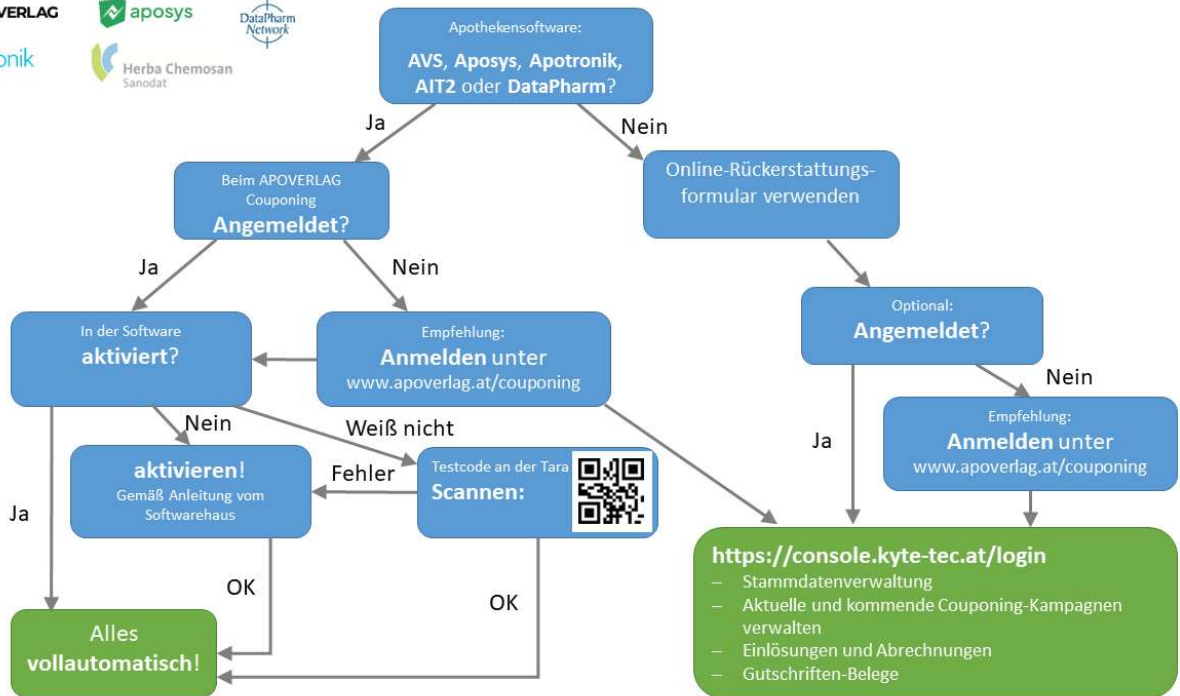 VERLAG
aposys
DataPharm
Network
onik
Herba Chemosan
Sanodat
Apothekensoftware:
AVS, Aposys, Apotronik,
AIT2 oder DataPharm?
Ja
Nein
Beim APOVERLAG
Couponing
Angemeldet?
Online-Rückerstattungs-
formular verwenden
Ja
Nein
In der Software
aktiviert?
Empfehlung:
Anmelden unter
www.apoverlag.at/couponing
Optional:
Angemeldet?
Nein
Weiß nicht
Ja
Nein
Empfehlung:
Anmelden unter
www.apoverlag.at/couponing
aktivieren!
Gemäß Anleitung vom
Softwarehaus
Fehler
Testcode an der Tara
Scannen:
Ja
OK
OK
Alles
vollautomatisch!
https://console.kyte-tec.at/login
– Stammdatenverwaltung
– Aktuelle und kommende Couponing-Kampagnen
verwalten
– Einlösungen und Abrechnungen
– Gutschriften-Belege